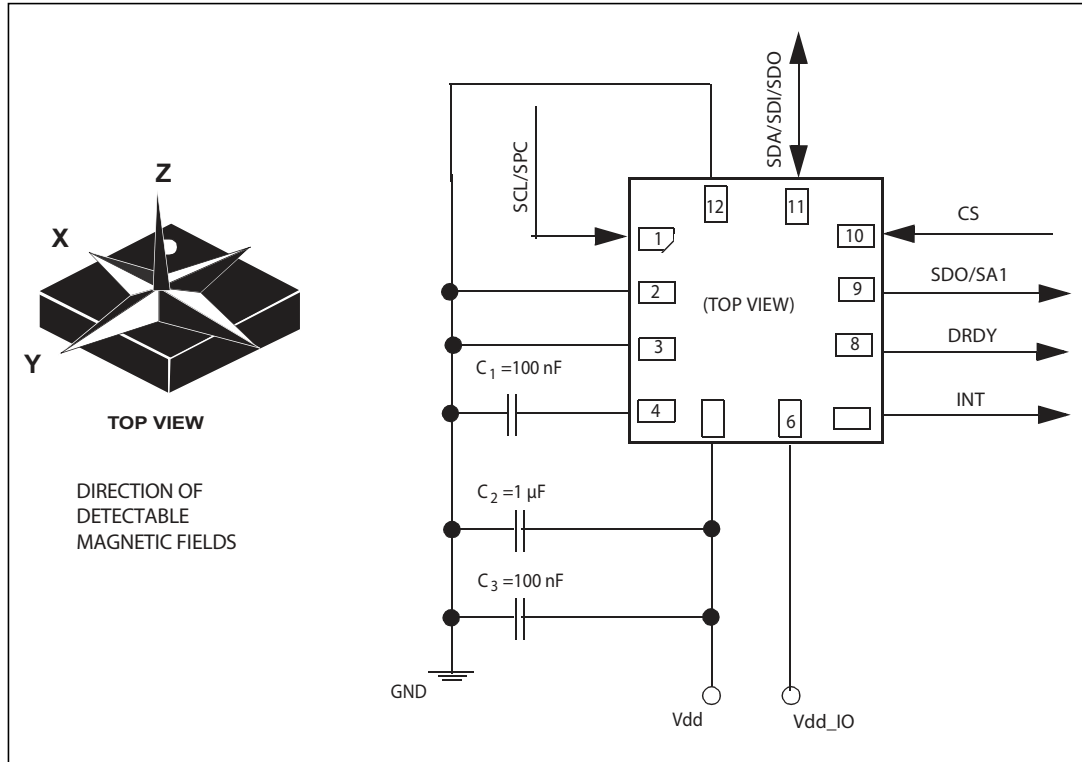 Z
X
Y
TOP VIEW
DIRECTION OF
DETECTABLE
MAGNETIC FIELDS
SCL/SPC
SDA/SDI/SDO
12
11
1
10
CS
2
9
SDO/SA1
(TOP VIEW)
3
8
DRDY
C1 =100 nF
4
6
INT
C2 =1 µF
C3 =100 nF
GND
Vdd
Vdd_IO